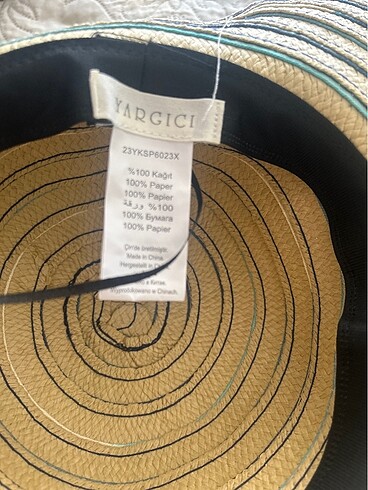 YARGICI
23YKSP6023X
%100 Kağıt
100% Paper
100% Papier
%100 ورقة
100% Бумага
100% Papier
Çin'de üretilmiştir.
Made in China
Hergestellt in
Wyprodukowano w Chinach.